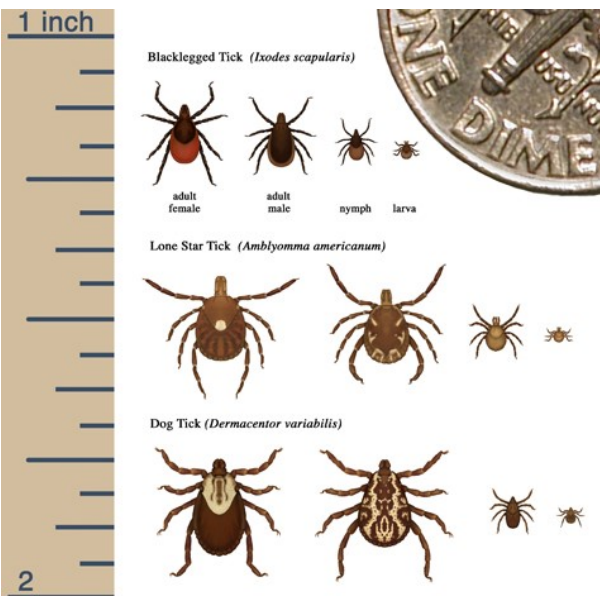 1 inch
Blacklegged Tick (Ixodes scapularis)
ONE DIME
adult female
adult male
nymph
larva
Lone Star Tick (Amblyomma americanum)
Dog Tick (Dermacentor variabilis)
2